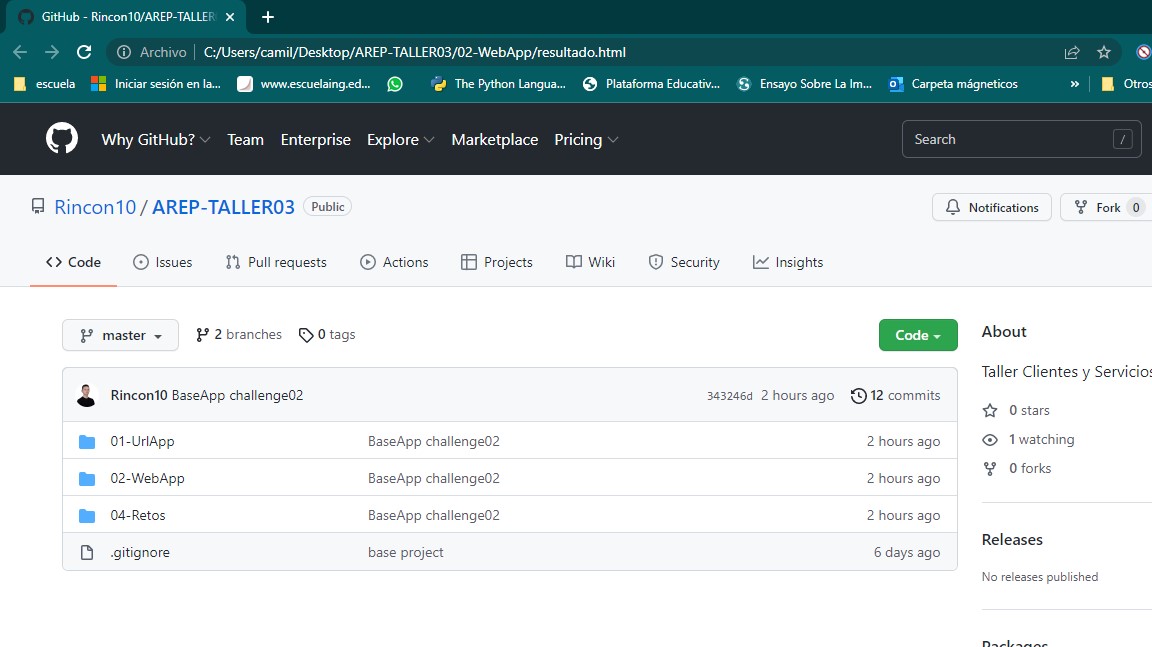 GitHub - Rincon10/AREP-TALLER
Archivo C:/Users/camil/Desktop/AREP-TALLER03/02-WebApp/resultado.html
escuela Iniciar sesión en la... www.escuelaing.ed... The Python Langua... Plataforma Educativ... Ensayo Sobre La Im... Carpeta mágneticos » Otros
Why GitHub? Team Enterprise Explore Marketplace Pricing Search /
Rincon10 / AREP-TALLER03 Public Notifications Fork 0
Code Issues Pull requests Actions Projects Wiki Security Insights
master 2 branches 0 tags Code
About
Taller Clientes y Servicios
Rincon10 BaseApp challenge02 343246d 2 hours ago 12 commits
0 stars
01-UrlApp BaseApp challenge02 2 hours ago
1 watching
0 forks
02-WebApp BaseApp challenge02 2 hours ago
04-Retos BaseApp challenge02 2 hours ago
.gitignore base project 6 days ago
Releases
No releases published
Packages